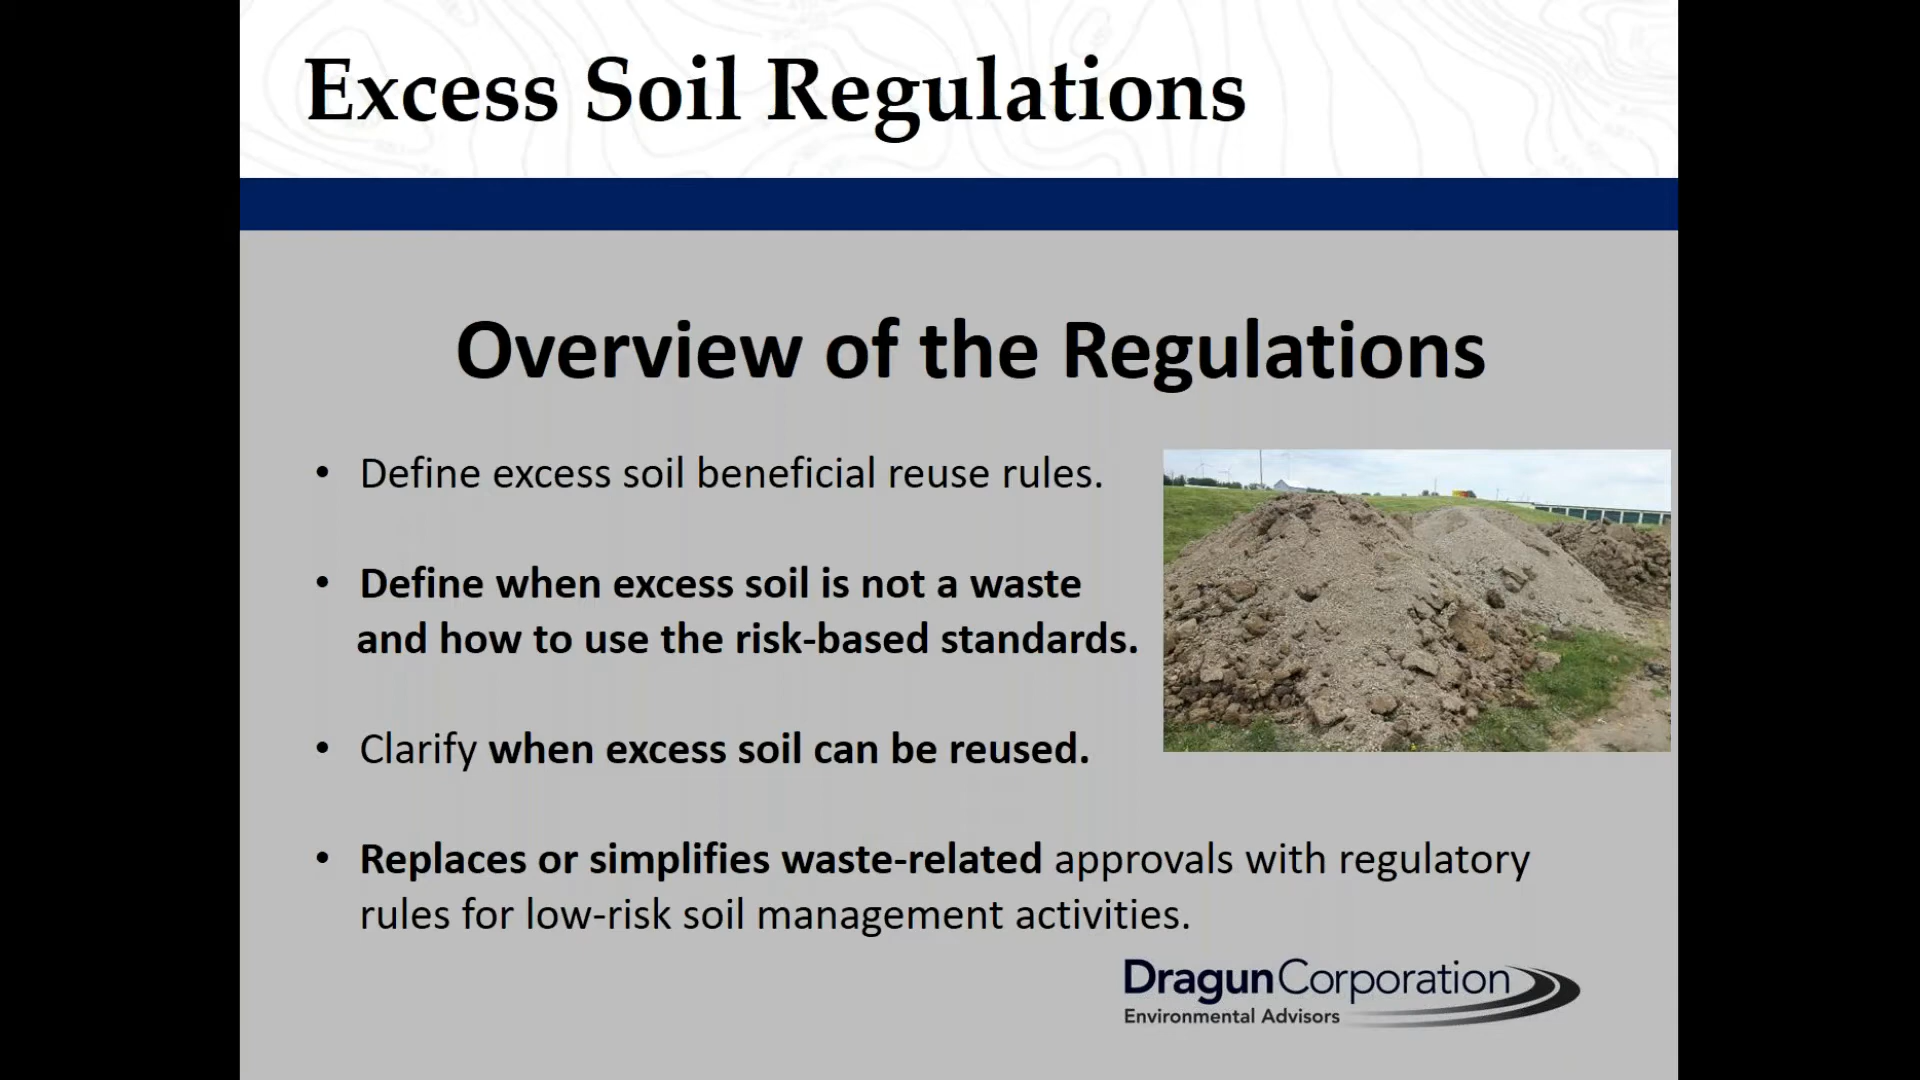 Excess Soil Regulations
Overview of the Regulations
• Define excess soil beneficial reuse rules.
• Define when excess soil is not a waste
and how to use the risk-based standards.
• Clarify when excess soil can be reused.
• Replaces or simplifies waste-related approvals with regulatory
rules for low-risk soil management activities.
DragunCorporation
Environmental Advisors